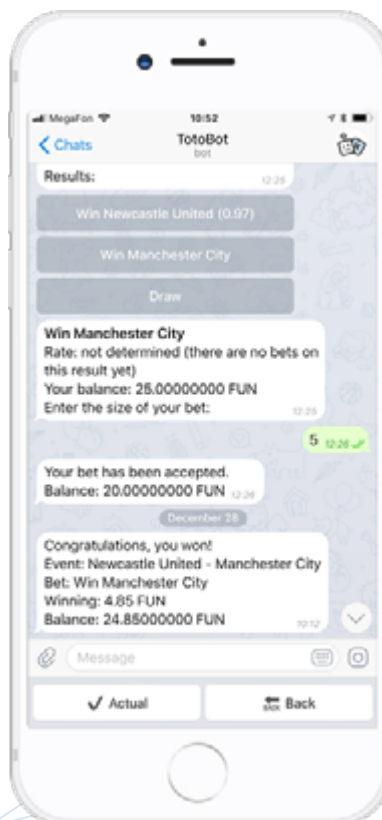 MegaFon 10:52
Chats TotoBot
bot
Results: 12:25
Win Newcastle United (0.97)
Win Manchester City
Draw
Win Manchester City
Rate: not determined (there are no bets on
this result yet)
Your balance: 25.00000000 FUN
Enter the size of your bet: 12:25
5 12:26
Your bet has been accepted.
Balance: 20.00000000 FUN 12:26
December 28
Congratulations, you won!
Event: Newcastle United - Manchester City
Bet: Win Manchester City
Winning: 4.85 FUN
Balance: 24.85000000 FUN 10:12
Message
Actual Back